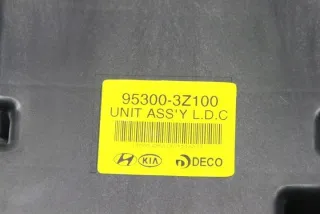 95300-3Z100
UNIT ASS'Y L.D.C
KIA DECO